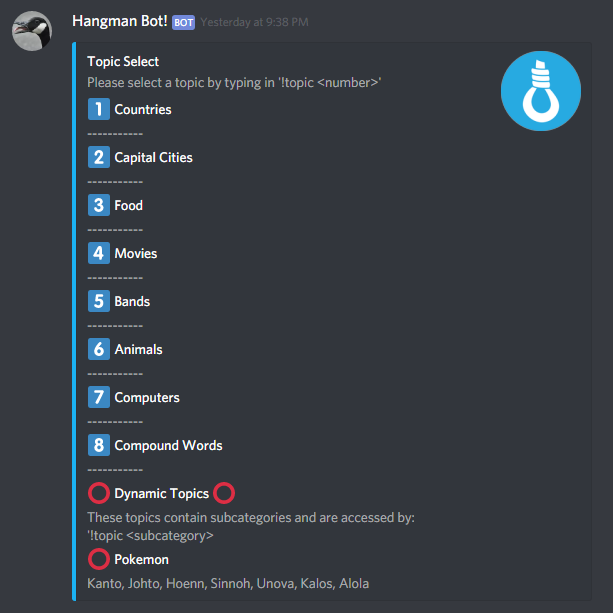 Hangman Bot! BOT Yesterday at 9:38 PM
Topic Select
Please select a topic by typing in '!topic <number>'
1 Countries
-----------
2 Capital Cities
-----------
3 Food
-----------
4 Movies
-----------
5 Bands
-----------
6 Animals
-----------
7 Computers
-----------
8 Compound Words
-----------
Dynamic Topics
These topics contain subcategories and are accessed by:
'!topic <subcategory>
Pokemon
Kanto, Johto, Hoenn, Sinnoh, Unova, Kalos, Alola